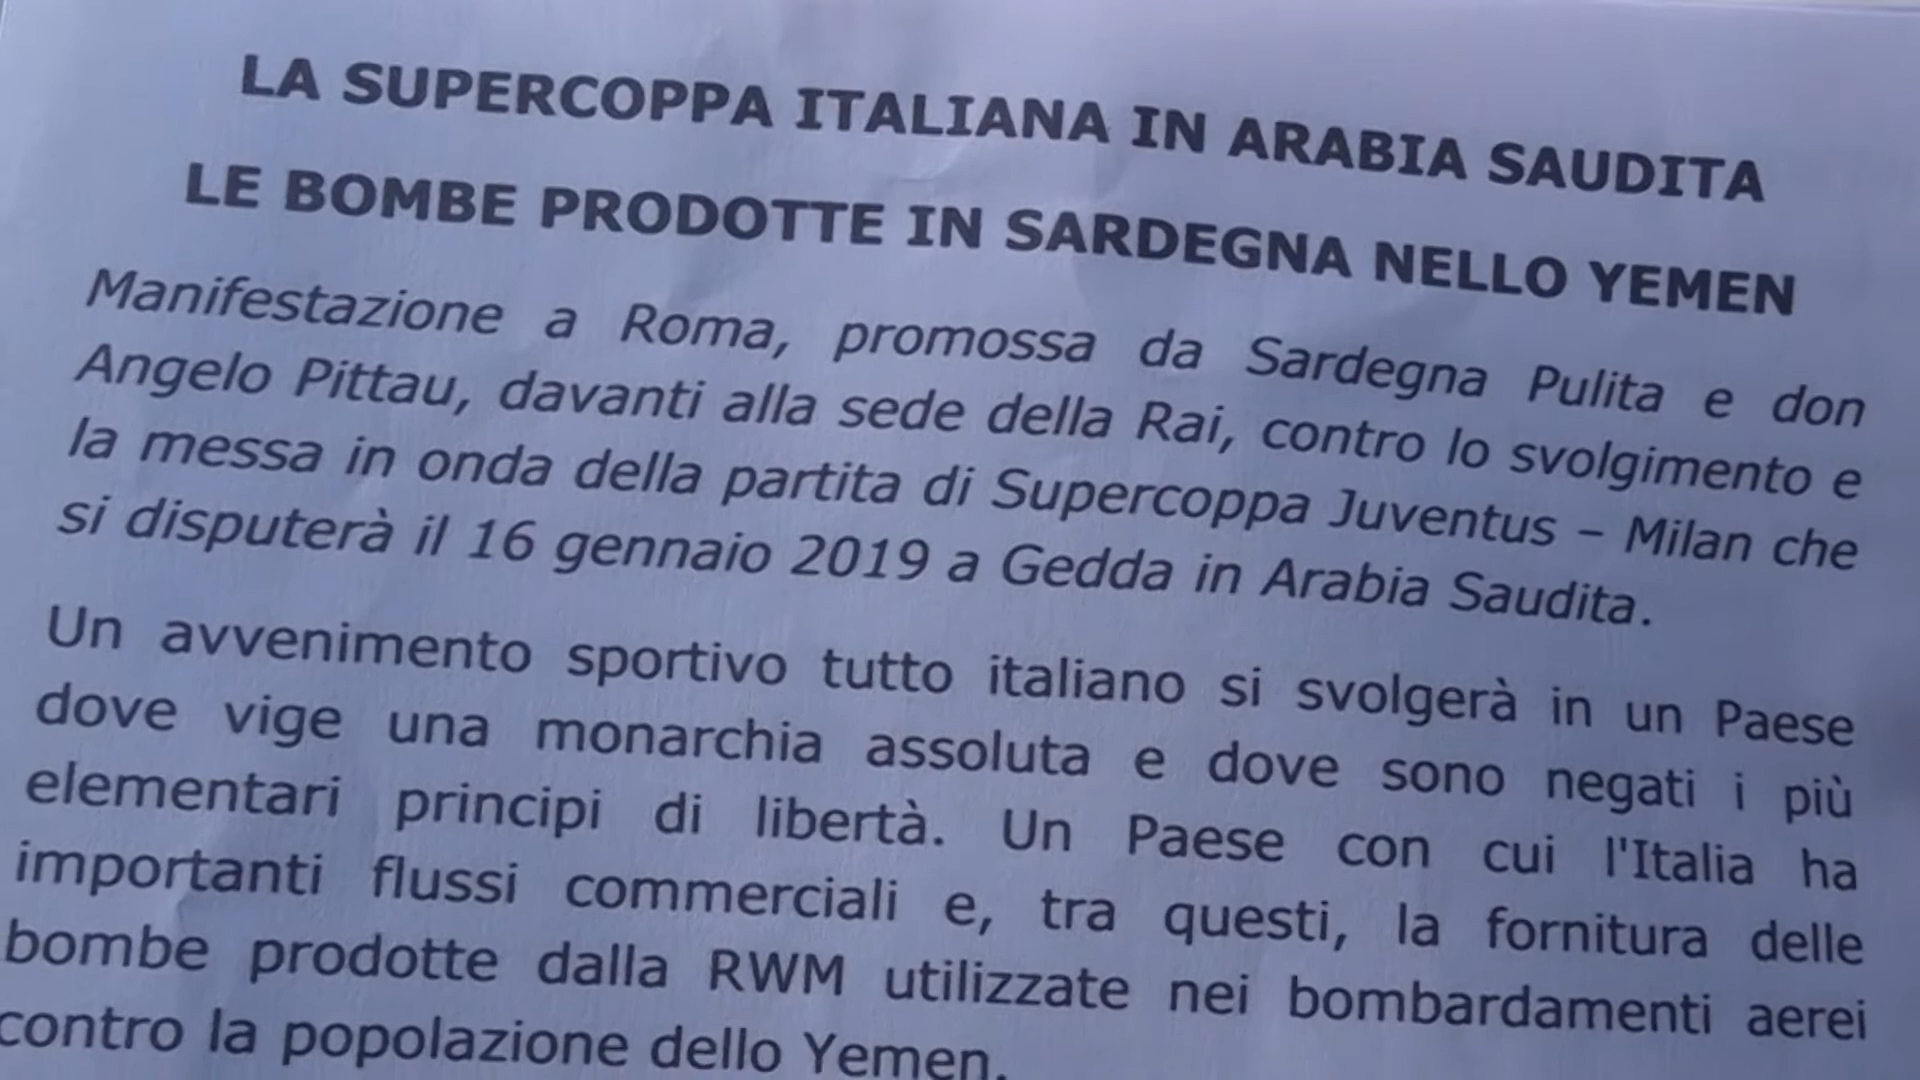 LA SUPERCOPPA ITALIANA IN ARABIA SAUDITA
LE BOMBE PRODOTTE IN SARDEGNA NELLO YEMEN
Manifestazione a Roma, promossa da Sardegna Pulita e don
Angelo Pittau, davanti alla sede della Rai, contro lo svolgimento e
la messa in onda della partita di Supercoppa Juventus – Milan che
si disputerà il 16 gennaio 2019 a Gedda in Arabia Saudita.
Un avvenimento sportivo tutto italiano si svolgerà in un Paese
dove vige una monarchia assoluta e dove sono negati i più
elementari principi di libertà. Un Paese con cui l'Italia ha
importanti flussi commerciali e, tra questi, la fornitura delle
bombe prodotte dalla RWM utilizzate nei bombardamenti aerei
contro la popolazione dello Yemen.